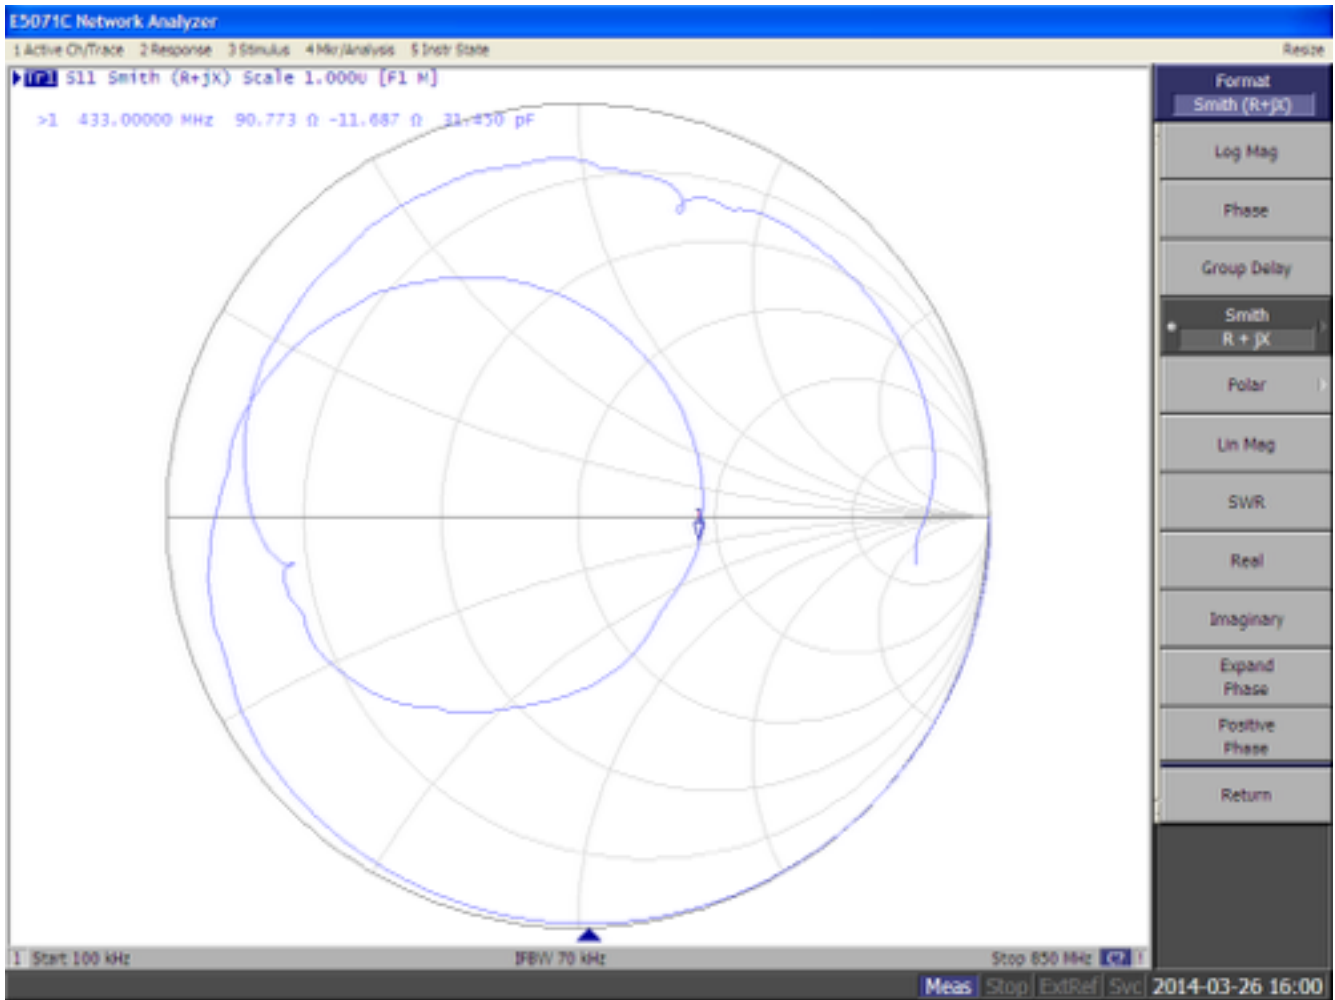 E5071C Network Analyzer
1 Active Ch/Trace 2 Response 3 Stimulus 4 Mkr/Analysis 5 Instr State Resize
S11 Smith (R+jX) Scale 1.000U [F1 M]
>1 433.00000 MHz 90.773 Ω -11.687 Ω 31.450 pF
Format
Smith (R+jX)
Log Mag
Phase
Group Delay
Smith
R + jX
Polar
Lin Mag
SWR
Real
Imaginary
Expand
Phase
Positive
Phase
Return
1 Start 100 kHz IFBW 70 kHz Stop 850 MHz !
Meas Stop ExtRef Svc 2014-03-26 16:00